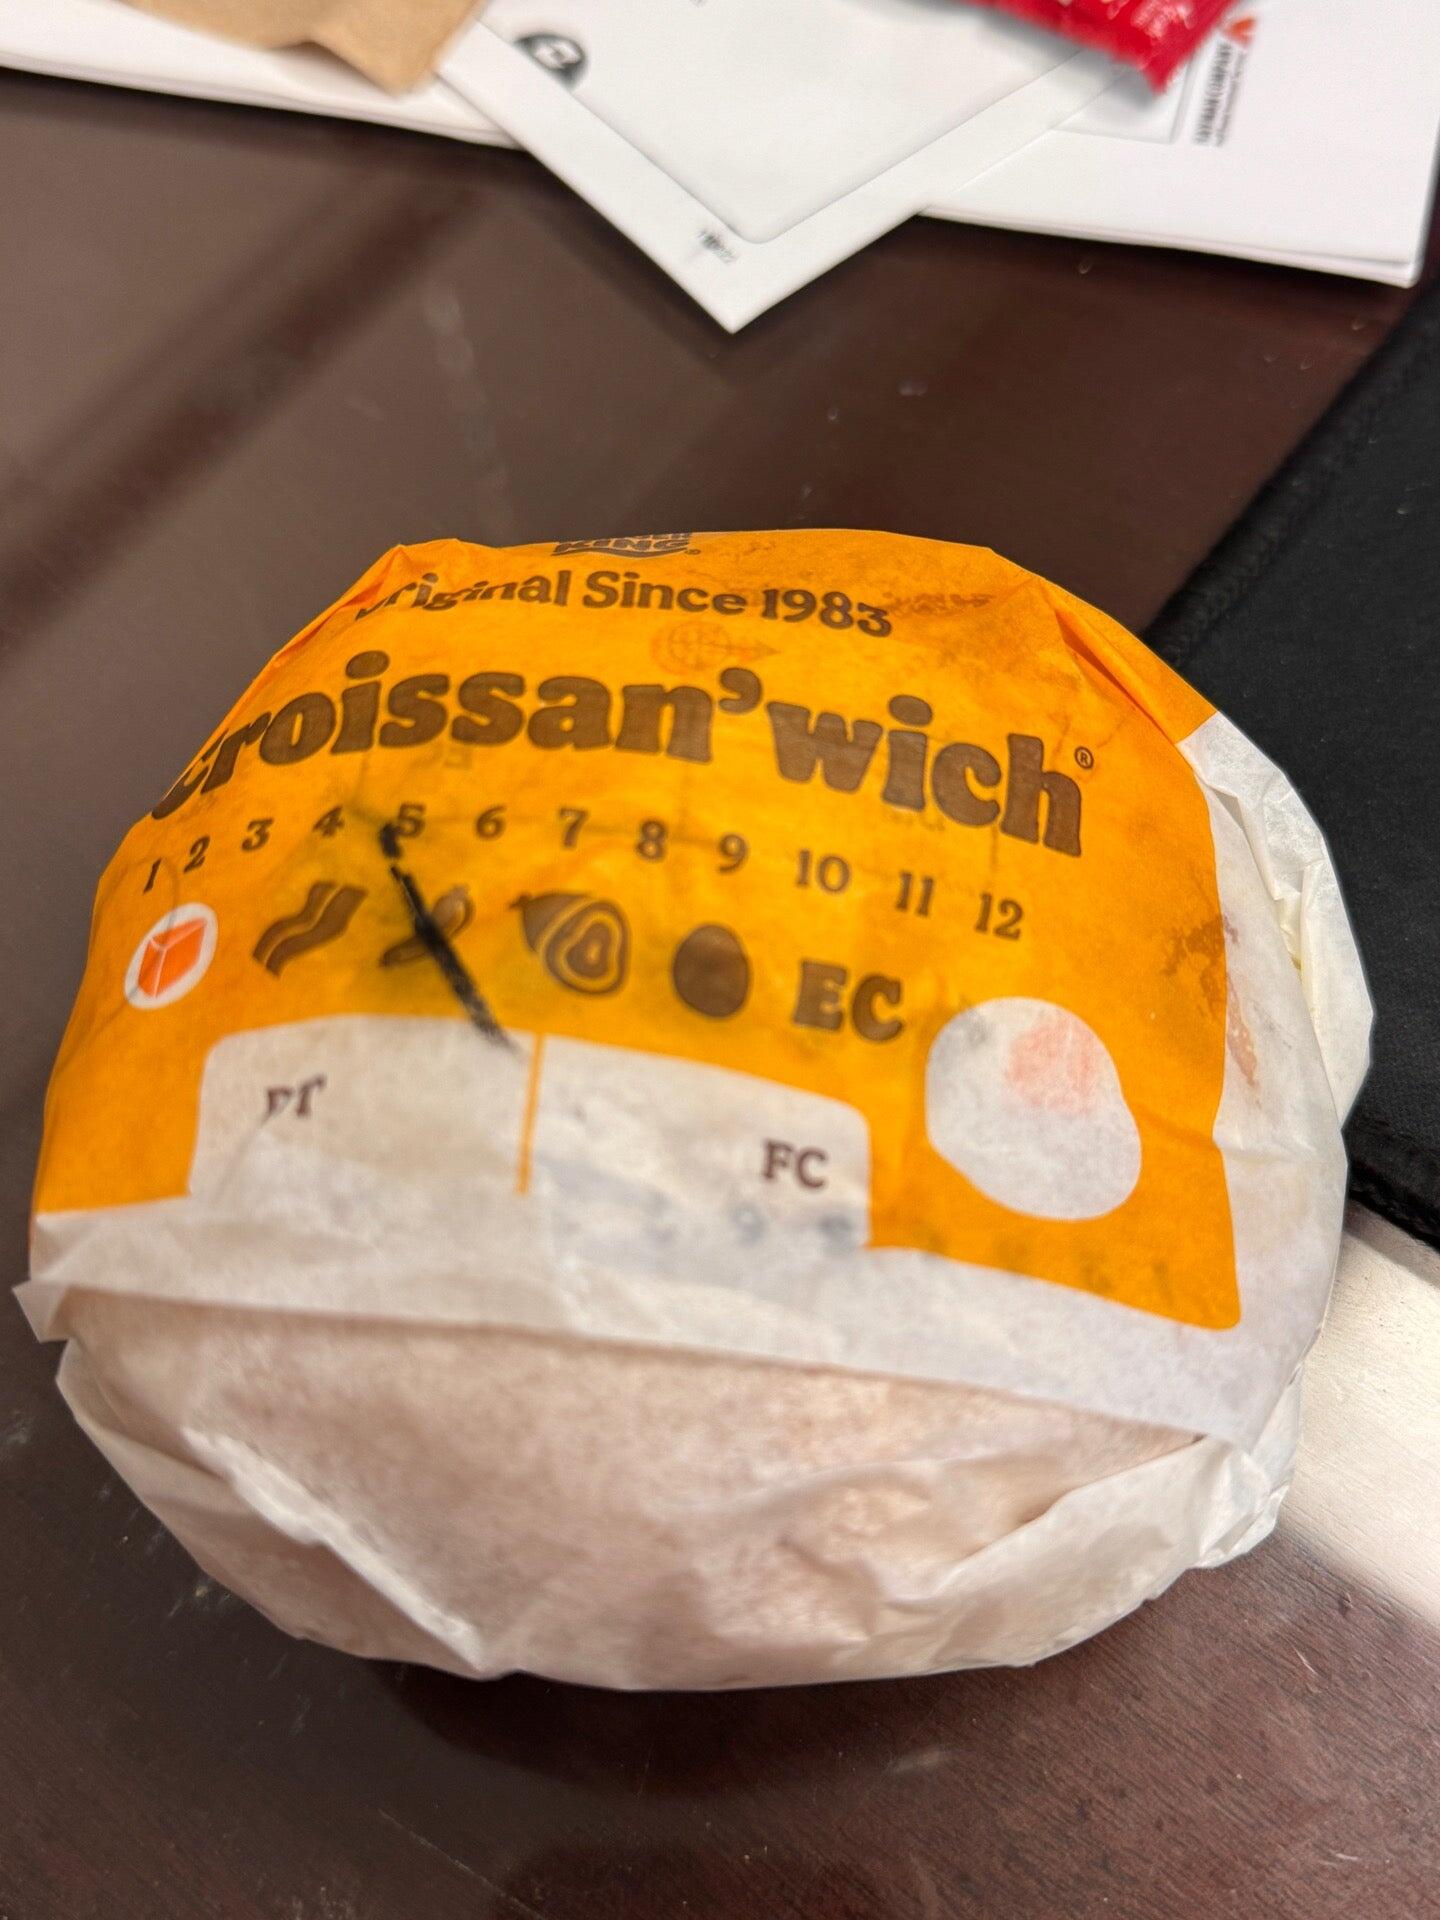 KING®
Original Since 1983
Croissan'wich®
1 2 3 4 5 6 7 8 9 10 11 12
EC
FC